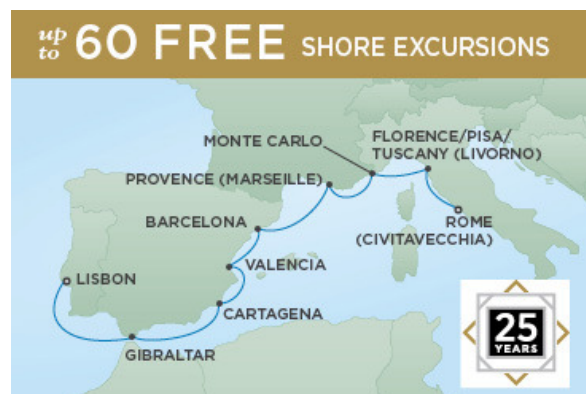 up to 60 FREE SHORE EXCURSIONS
MONTE CARLO
FLORENCE/PISA/
TUSCANY (LIVORNO)
PROVENCE (MARSEILLE)
BARCELONA
ROME
(CIVITAVECCHIA)
VALENCIA
LISBON
CARTAGENA
GIBRALTAR
25
YEARS